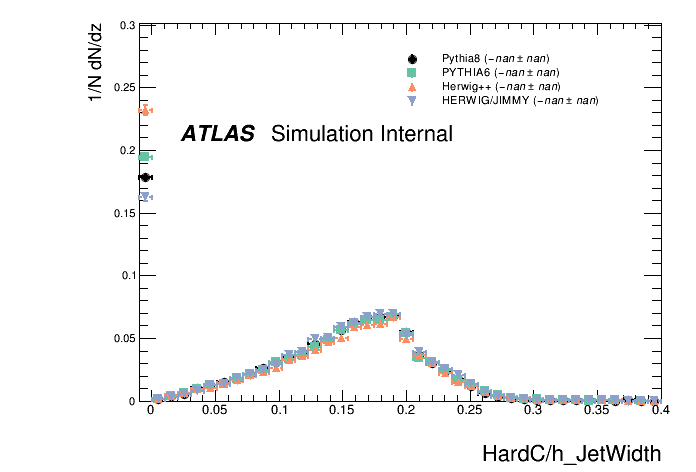 1/N dN/dz
0.3
0.25
0.2
0.15
0.1
0.05
0
Pythia8 (−nan ± nan)
PYTHIA6 (−nan ± nan)
Herwig++ (−nan ± nan)
HERWIG/JIMMY (−nan ± nan)
ATLAS Simulation Internal
0 0.05 0.1 0.15 0.2 0.25 0.3 0.35 0.4
HardC/h_JetWidth